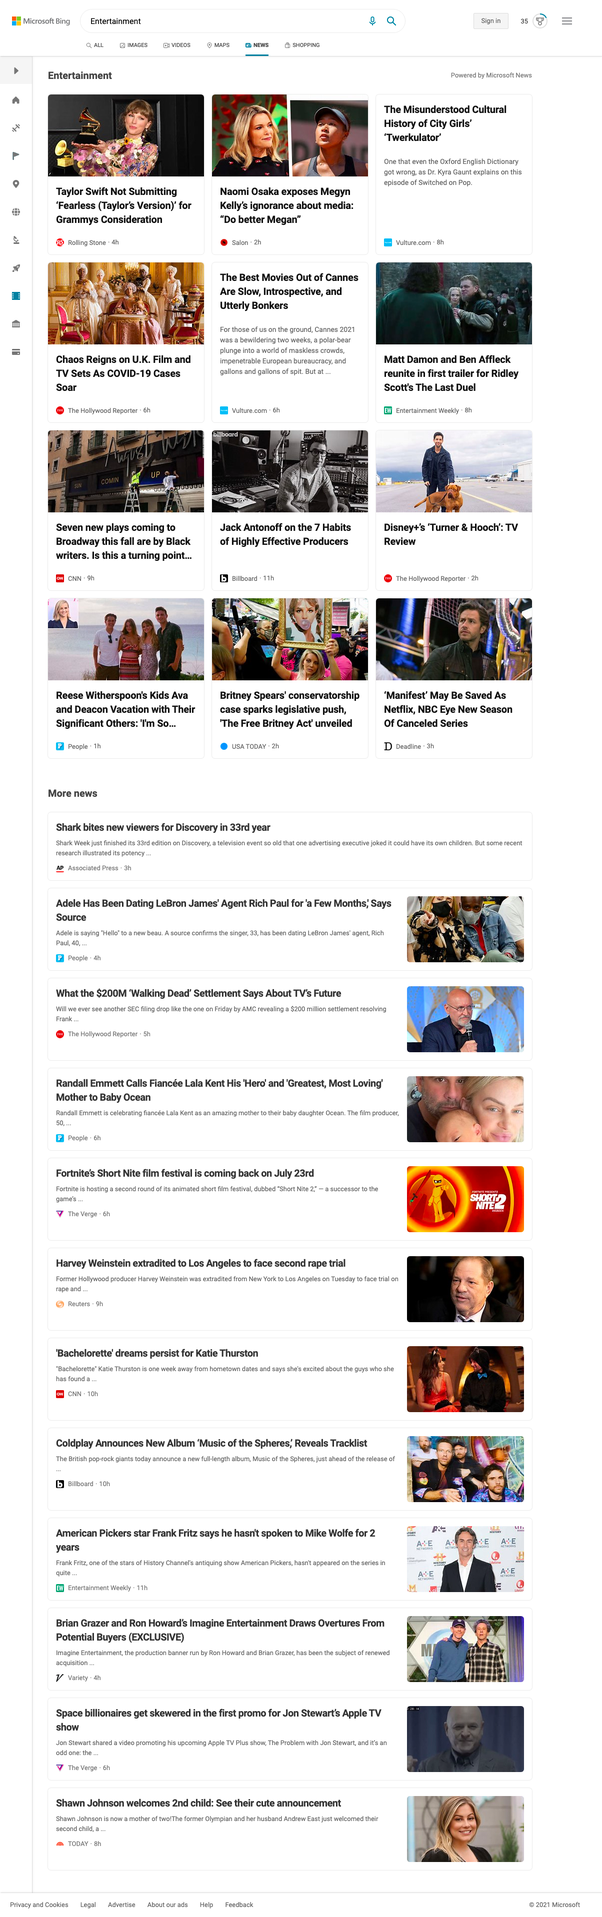 Microsoft Bing
Entertainment
Sign in
35
ALL
IMAGES
VIDEOS
MAPS
NEWS
SHOPPING
Entertainment
Powered by Microsoft News
Taylor Swift Not Submitting
‘Fearless (Taylor’s Version)’ for
Grammys Consideration
Rolling Stone · 4h
Naomi Osaka exposes Megyn
Kelly’s ignorance about media:
“Do better Megan”
Salon · 2h
The Misunderstood Cultural
History of City Girls’
‘Twerkulator’
One that even the Oxford English Dictionary
got wrong, as Dr. Kyra Gaunt explains on this
episode of Switched on Pop.
Vulture.com · 8h
Chaos Reigns on U.K. Film and
TV Sets As COVID-19 Cases
Soar
The Hollywood Reporter · 6h
The Best Movies Out of Cannes
Are Slow, Introspective, and
Utterly Bonkers
For those of us on the ground, Cannes 2021
was a bewildering two weeks, a polar-bear
plunge into a world of maskless crowds,
impenetrable European bureaucracy, and
gallons and gallons of spit. But at ...
Vulture.com · 6h
Matt Damon and Ben Affleck
reunite in first trailer for Ridley
Scott's The Last Duel
Entertainment Weekly · 8h
August Wil
COMIN
UP
Seven new plays coming to
Broadway this fall are by Black
writers. Is this a turning point…
CNN · 9h
billboard
Jack Antonoff on the 7 Habits
of Highly Effective Producers
Billboard · 11h
Disney+’s ‘Turner & Hooch’: TV
Review
The Hollywood Reporter · 2h
Reese Witherspoon's Kids Ava
and Deacon Vacation with Their
Significant Others: 'I'm So…
People · 1h
Britney Spears' conservatorship
case sparks legislative push,
'The Free Britney Act' unveiled
USA TODAY · 2h
‘Manifest’ May Be Saved As
Netflix, NBC Eye New Season
Of Canceled Series
Deadline · 3h
More news
Shark bites new viewers for Discovery in 33rd year
Shark Week just finished its 33rd edition on Discovery, a television event so old that one advertising executive joked it could have its own children. But some recent
research illustrated its potency ...
AP
Associated Press · 3h
Adele Has Been Dating LeBron James' Agent Rich Paul for 'a Few Months,' Says
Source
Adele is saying "Hello" to a new beau. A source confirms the singer, 33, has been dating LeBron James' agent, Rich
Paul, 40, ...
People · 4h
What the $200M ‘Walking Dead’ Settlement Says About TV’s Future
Will we ever see another SEC filing drop like the one on Friday by AMC revealing a $200 million settlement resolving
Frank ...
The Hollywood Reporter · 5h
Randall Emmett Calls Fiancée Lala Kent His 'Hero' and 'Greatest, Most Loving'
Mother to Baby Ocean
Randall Emmett is celebrating fiancée Lala Kent as an amazing mother to their baby daughter Ocean. The film producer,
50, ...
People · 6h
Fortnite’s Short Nite film festival is coming back on July 23rd
Fortnite is hosting a second round of its animated short film festival, dubbed “Short Nite 2,” — a successor to the
game’s ...
The Verge · 6h
SHORT
NITE 2
Harvey Weinstein extradited to Los Angeles to face second rape trial
Former Hollywood producer Harvey Weinstein was extradited from New York to Los Angeles on Tuesday to face trial on
rape and ...
Reuters · 9h
'Bachelorette' dreams persist for Katie Thurston
"Bachelorette" Katie Thurston is one week away from hometown dates and says she's excited about the guys who she
has found a ...
CNN · 10h
Coldplay Announces New Album ‘Music of the Spheres,’ Reveals Tracklist
The British pop-rock giants today announce a new full-length album, Music of the Spheres, just ahead of the release of
...
Billboard · 10h
American Pickers star Frank Fritz says he hasn't spoken to Mike Wolfe for 2
years
Frank Fritz, one of the stars of History Channel's antiquing show American Pickers, hasn't appeared on the series in
quite ...
Entertainment Weekly · 11h
A+E
NETWORKS
Brian Grazer and Ron Howard’s Imagine Entertainment Draws Overtures From
Potential Buyers (EXCLUSIVE)
Imagine Entertainment, the production banner run by Ron Howard and Brian Grazer, has been the subject of renewed
acquisition ...
Variety · 4h
Space billionaires get skewered in the first promo for Jon Stewart’s Apple TV
show
Jon Stewart shared a video promoting his upcoming Apple TV Plus show, The Problem with Jon Stewart, and it’s an
odd one: the ...
The Verge · 6h
Shawn Johnson welcomes 2nd child: See their cute announcement
Shawn Johnson is now a mother of two!The former Olympian and her husband Andrew East just welcomed their
second child, a ...
TODAY · 8h
Privacy and Cookies
Legal
Advertise
About our ads
Help
Feedback
© 2021 Microsoft